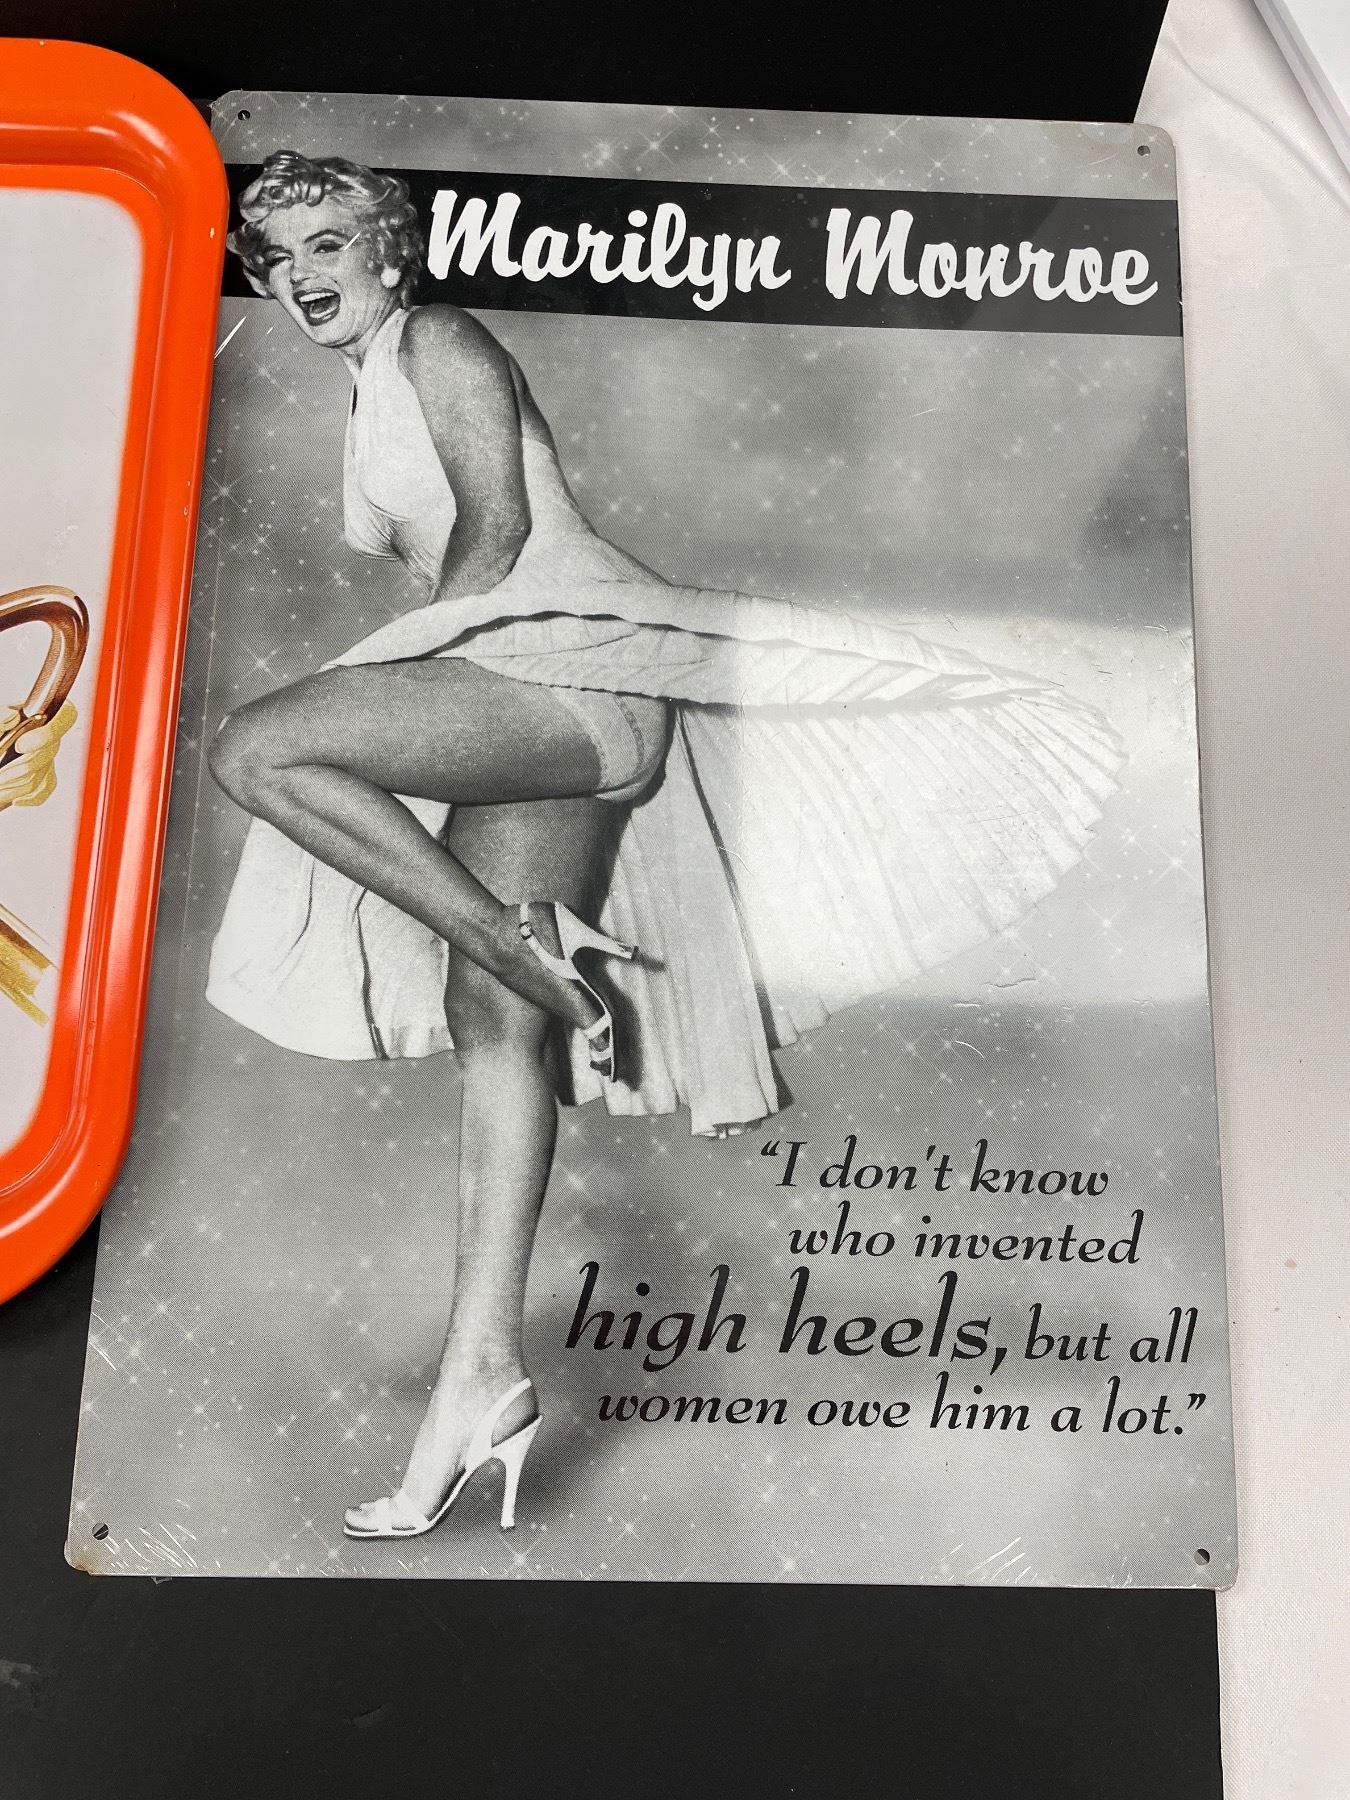 Marilyn Monroe
“I don't know
who invented
high heels, but all
women owe him a lot.”